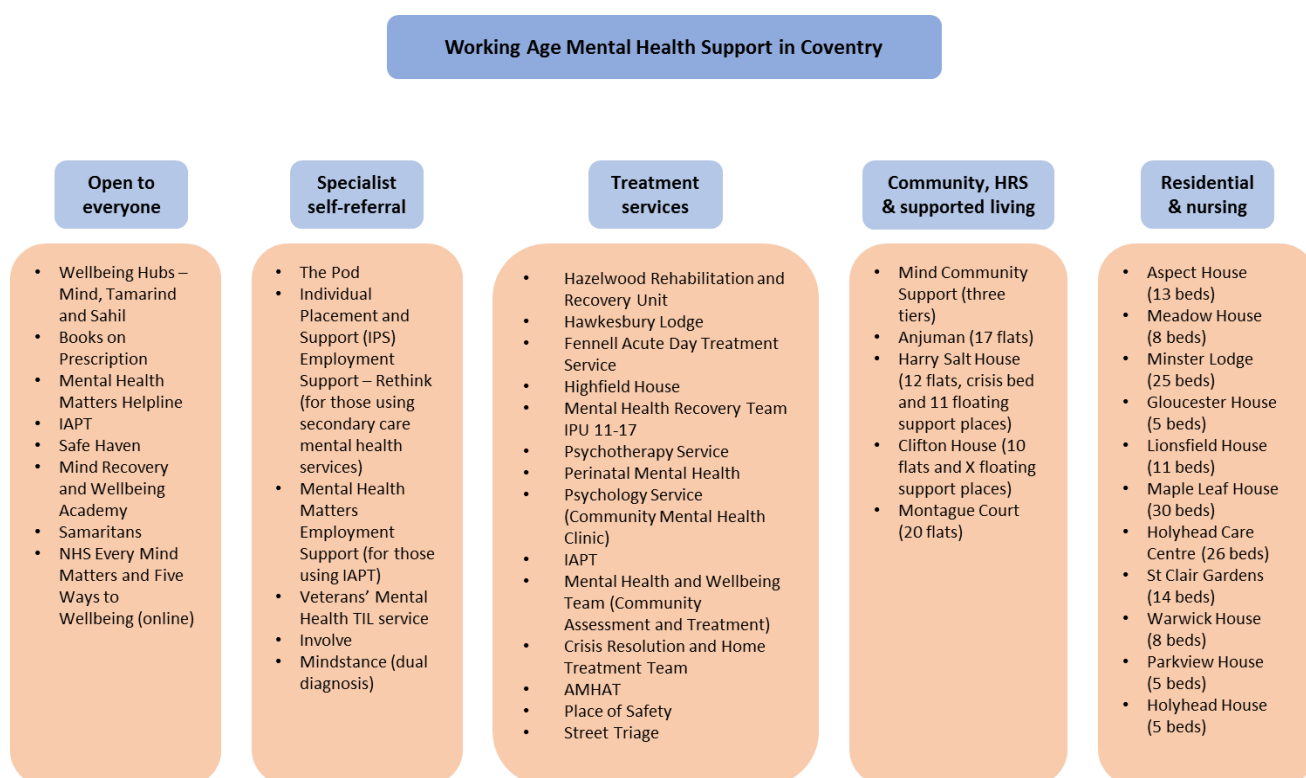 Working Age Mental Health Support in Coventry
Open to
everyone
• Wellbeing Hubs –
Mind, Tamarind
and Sahil
• Books on
Prescription
• Mental Health
Matters Helpline
• IAPT
• Safe Haven
• Mind Recovery
and Wellbeing
Academy
• Samaritans
• NHS Every Mind
Matters and Five
Ways to
Wellbeing (online)
Specialist
self-referral
• The Pod
• Individual
Placement and
Support (IPS)
Employment
Support – Rethink
(for those using
secondary care
mental health
services)
• Mental Health
Matters
Employment
Support (for those
using IAPT)
• Veterans’ Mental
Health TIL service
• Involve
• Mindstance (dual
diagnosis)
Treatment
services
• Hazelwood Rehabilitation and
Recovery Unit
• Hawkesbury Lodge
• Fennell Acute Day Treatment
Service
• Highfield House
• Mental Health Recovery Team
IPU 11-17
• Psychotherapy Service
• Perinatal Mental Health
• Psychology Service
(Community Mental Health
Clinic)
• IAPT
• Mental Health and Wellbeing
Team (Community
Assessment and Treatment)
• Crisis Resolution and Home
Treatment Team
• AMHAT
• Place of Safety
• Street Triage
Community, HRS
& supported living
• Mind Community
Support (three
tiers)
• Anjuman (17 flats)
• Harry Salt House
(12 flats, crisis bed
and 11 floating
support places)
• Clifton House (10
flats and X floating
support places)
• Montague Court
(20 flats)
Residential
& nursing
• Aspect House
(13 beds)
• Meadow House
(8 beds)
• Minster Lodge
(25 beds)
• Gloucester House
(5 beds)
• Lionsfield House
(11 beds)
• Maple Leaf House
(30 beds)
• Holyhead Care
Centre (26 beds)
• St Clair Gardens
(14 beds)
• Warwick House
(8 beds)
• Parkview House
(5 beds)
• Holyhead House
(5 beds)